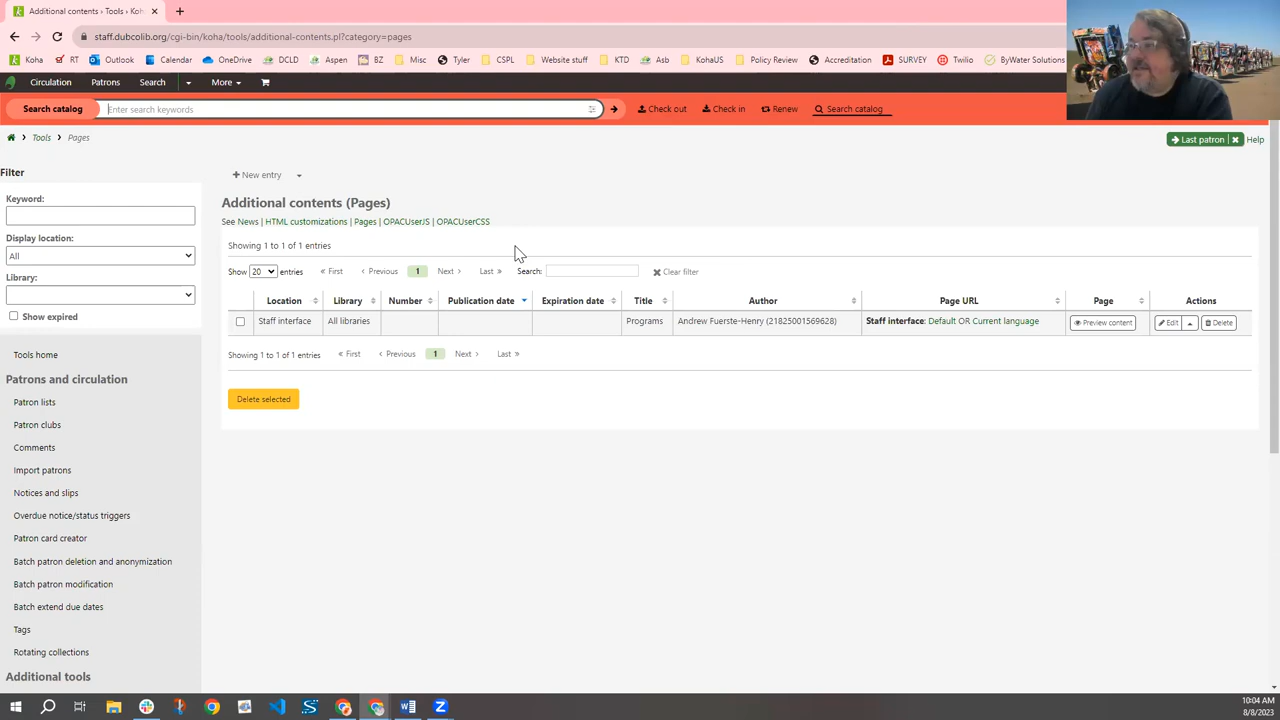 Additional contents › Tools › Koh
staff.dubcolib.org/cgi-bin/koha/tools/additional-contents.pl?category=pages
Koha RT Outlook Calendar OneDrive DCLD Aspen BZ Misc Tyler CSPL Website stuff KTD Asb KohaUS Policy Review SURVEY Accreditation TwilioUS ByWater Solutions
Circulation Patrons Search More
Search catalog Enter search keywords Check out Check in Renew Search catalog
Tools Pages
Last patron Help
Filter
Keyword:
Display location:
All
Library:
Show expired
Tools home
Patrons and circulation
Patron lists
Patron clubs
Comments
Import patrons
Notices and slips
Overdue notice/status triggers
Patron card creator
Batch patron deletion and anonymization
Batch patron modification
Batch extend due dates
Tags
Rotating collections
Additional tools
New entry
Additional contents (Pages)
See News | HTML customizations | Pages | OPACUserJS | OPACUserCSS
Showing 1 to 1 of 1 entries
Show 20 entries First Previous 1 Next Last Search: Clear filter
Location Library Number Publication date Expiration date Title Author Page URL Page Actions
Staff interface All libraries Programs Andrew Fuerste-Henry (21825001569628) Staff interface: Default OR Current language Preview content Edit Delete
Showing 1 to 1 of 1 entries First Previous 1 Next Last
Delete selected
10:04 AM
8/8/2023